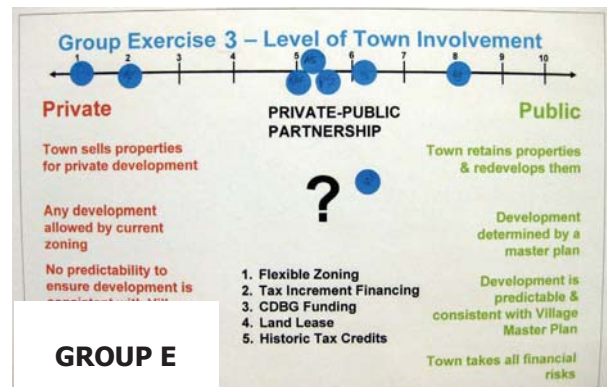 Group Exercise 3 – Level of Town Involvement
1 2 3 4 5 6 7 8 9 10
Private
Town sells properties
for private development
Any development
allowed by current
zoning
No predictability to
ensure development is
PRIVATE-PUBLIC
PARTNERSHIP
?
1. Flexible Zoning
2. Tax Increment Financing
3. CDBG Funding
4. Land Lease
5. Historic Tax Credits
Public
Town retains properties
& redevelops them
Development
determined by a
master plan
Development is
predictable &
consistent with Village
Master Plan
Town takes all financial
risks
GROUP E